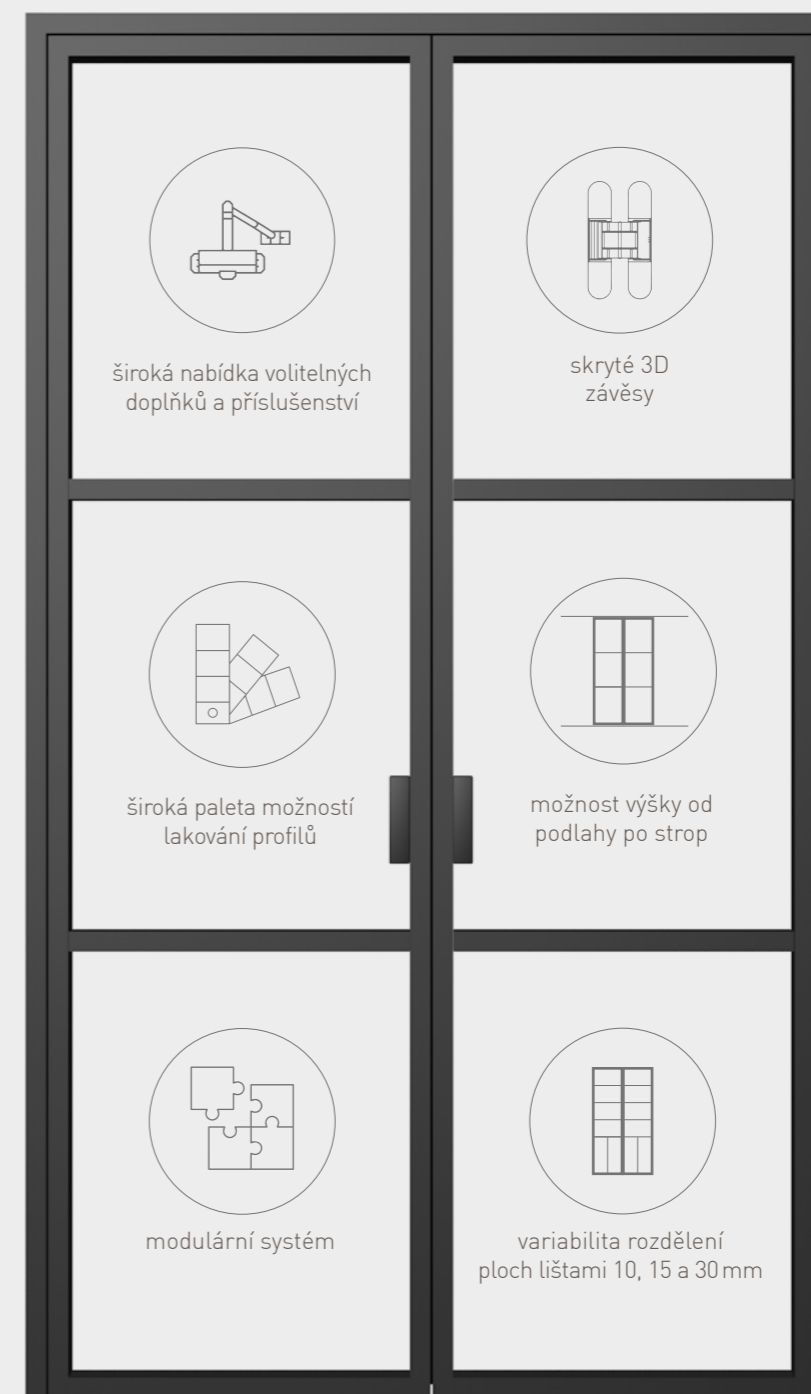 široká nabídka volitelných
doplňků a příslušenství
skryté 3D
závěsy
široká paleta možností
lakování profilů
možnost výšky od
podlahy po strop
modulární systém
variabilita rozdělení
ploch lištami 10, 15 a 30 mm